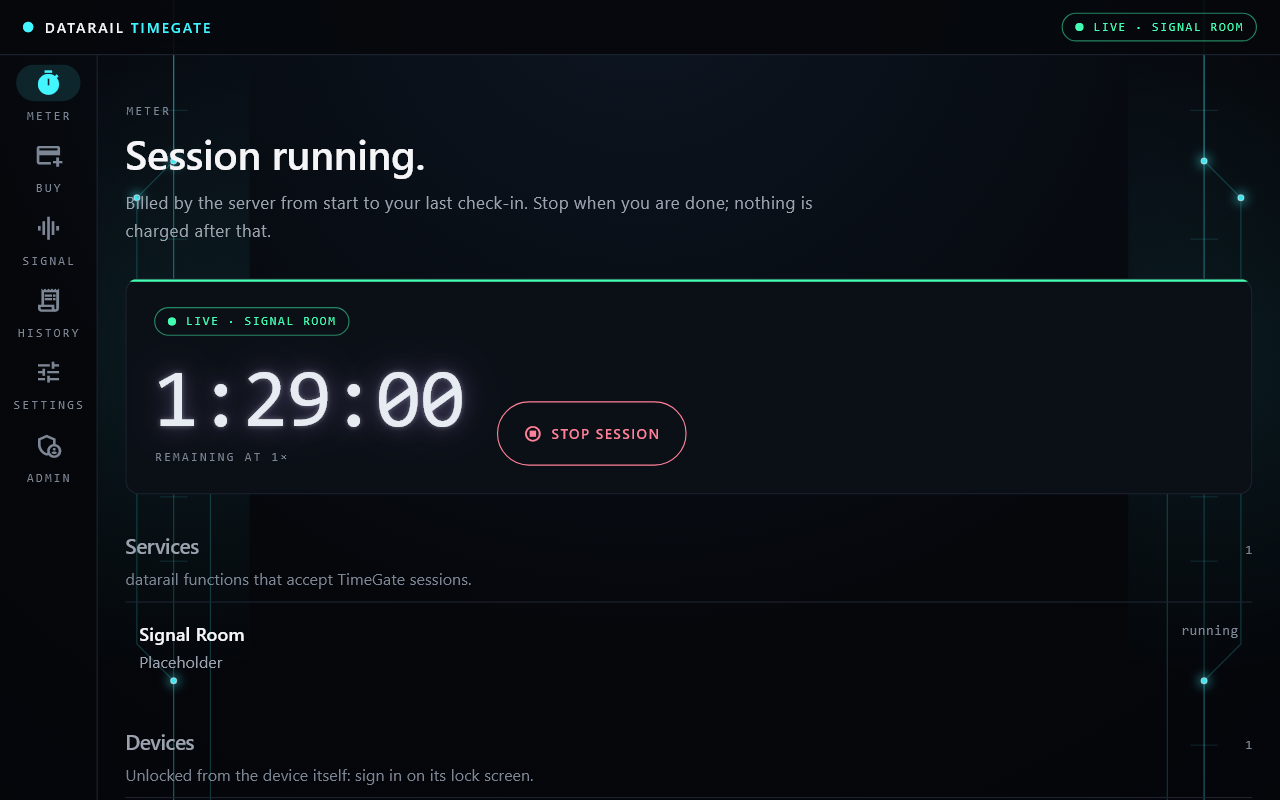 DATARAIL TIMEGATE
LIVE · SIGNAL ROOM
METER
BUY
SIGNAL
HISTORY
SETTINGS
ADMIN
METER
Session running.
Billed by the server from start to your last check-in. Stop when you are done; nothing is
charged after that.
LIVE · SIGNAL ROOM
1:29:00
REMAINING AT 1×
STOP SESSION
Services
1
datarail functions that accept TimeGate sessions.
Signal Room
running
Placeholder
Devices
1
Unlocked from the device itself: sign in on its lock screen.